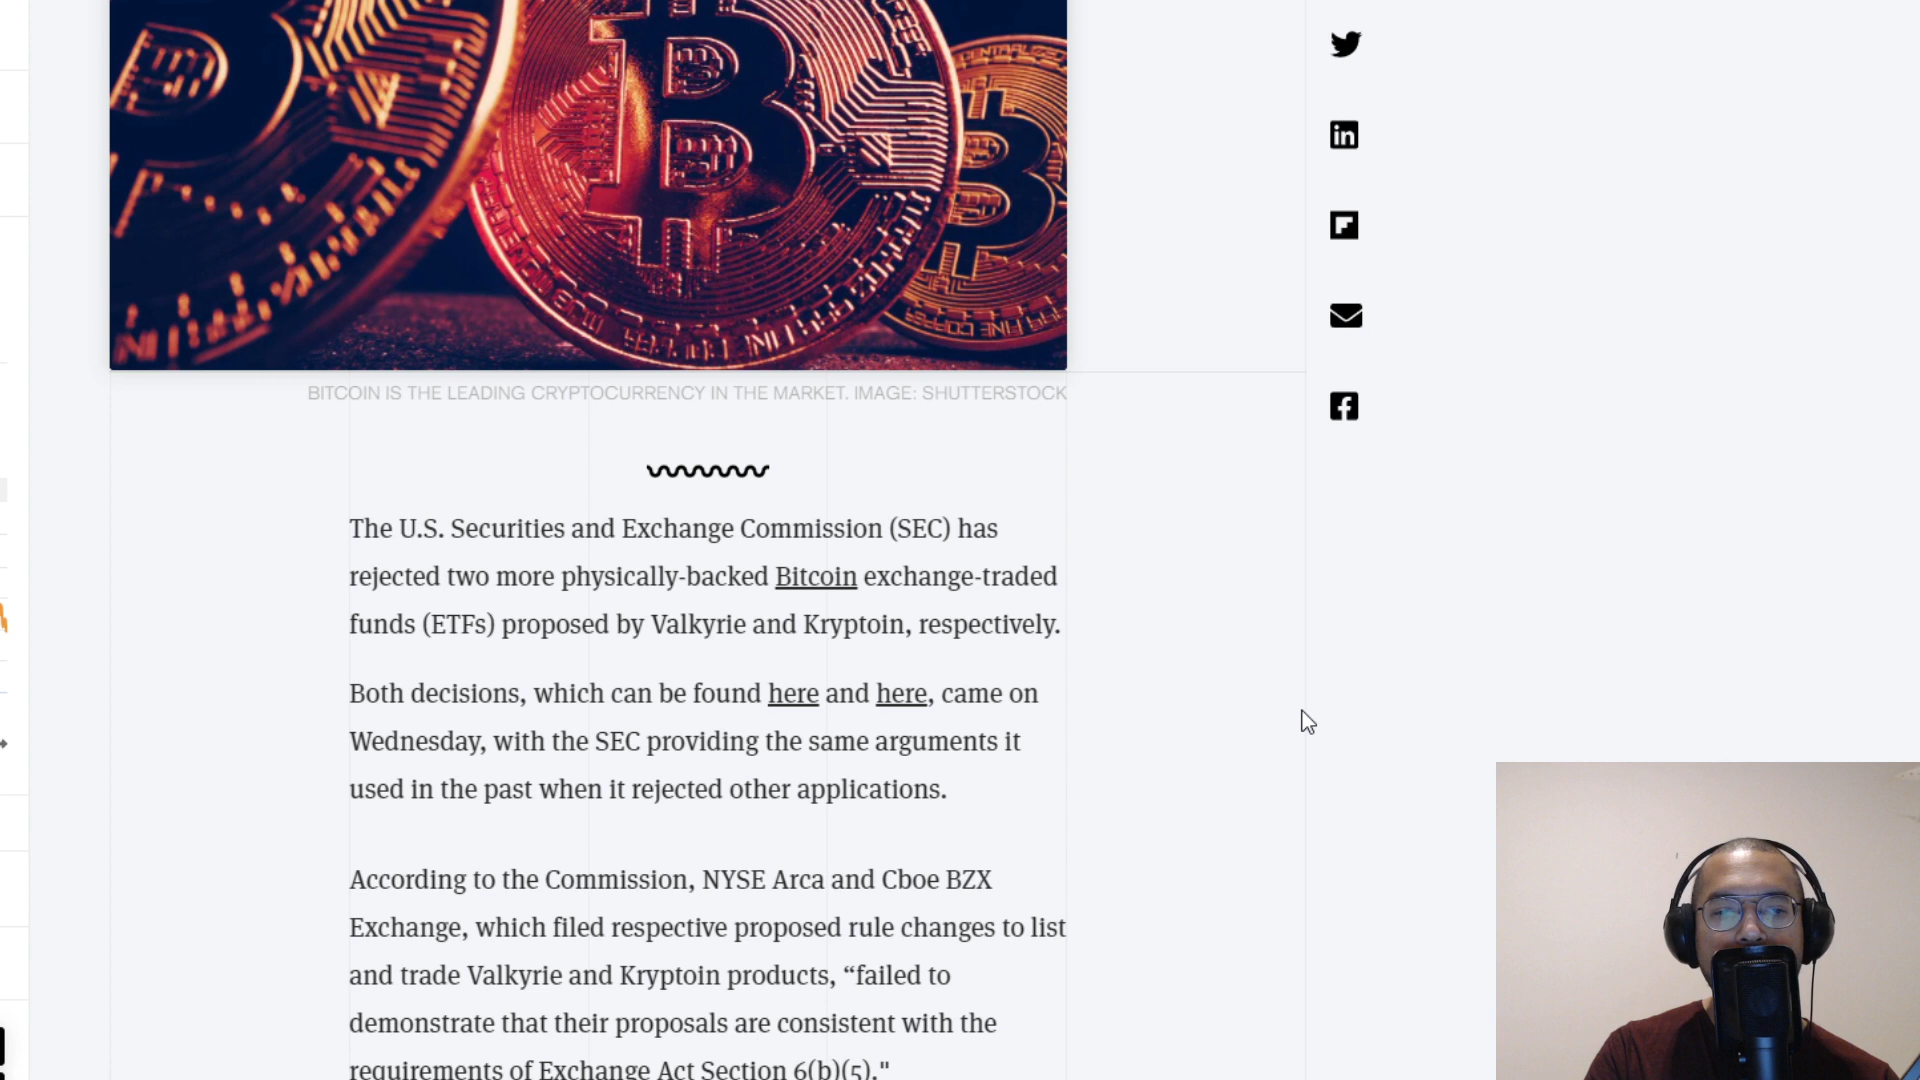 BITCOIN IS THE LEADING CRYPTOCURRENCY IN THE MARKET. IMAGE: SHUTTERSTOCK
The U.S. Securities and Exchange Commission (SEC) has
rejected two more physically-backed Bitcoin exchange-traded
funds (ETFs) proposed by Valkyrie and Kryptoin, respectively.
Both decisions, which can be found here and here, came on
Wednesday, with the SEC providing the same arguments it
used in the past when it rejected other applications.
According to the Commission, NYSE Arca and Cboe BZX
Exchange, which filed respective proposed rule changes to list
and trade Valkyrie and Kryptoin products, “failed to
demonstrate that their proposals are consistent with the
requirements of Exchange Act Section 6(b)(5)."